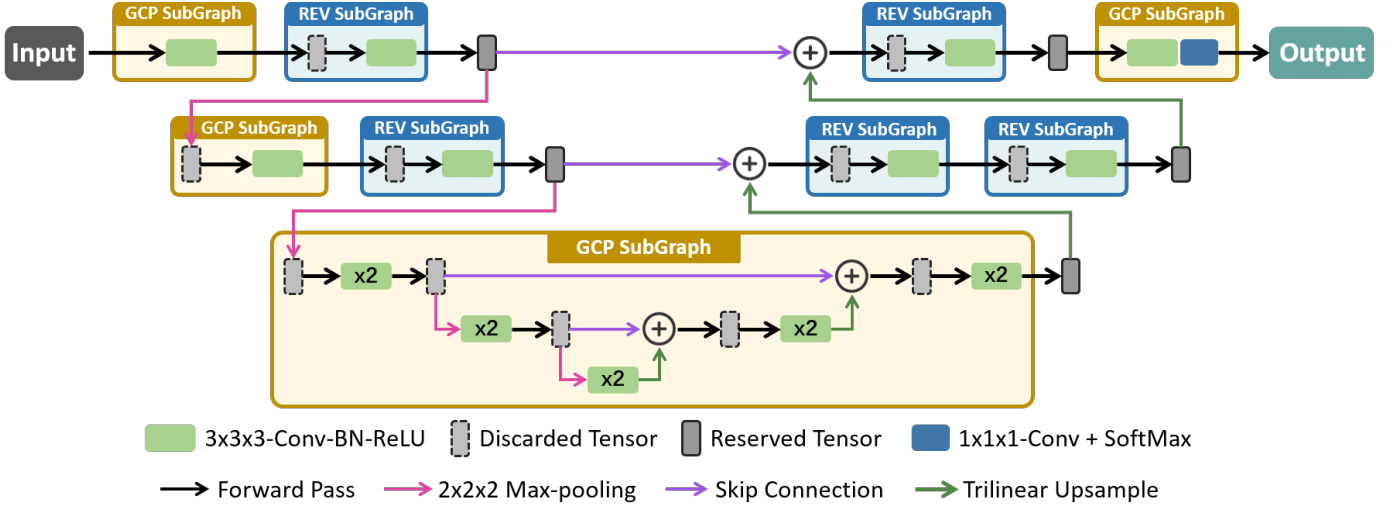 GCP SubGraph
REV SubGraph
REV SubGraph
GCP SubGraph
Input
Output
GCP SubGraph
REV SubGraph
REV SubGraph
REV SubGraph
GCP SubGraph
x2
x2
x2
x2
x2
3x3x3-Conv-BN-ReLU
Discarded Tensor
Reserved Tensor
1x1x1-Conv + SoftMax
Forward Pass
2x2x2 Max-pooling
Skip Connection
Trilinear Upsample